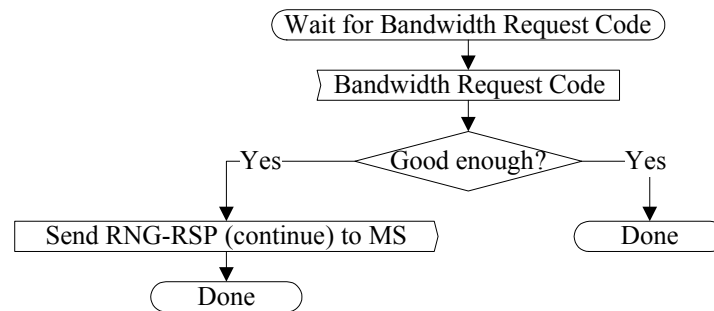 Wait for Bandwidth Request Code
Bandwidth Request Code
Yes
Good enough?
Yes
Send RNG-RSP (continue) to MS
Done
Done